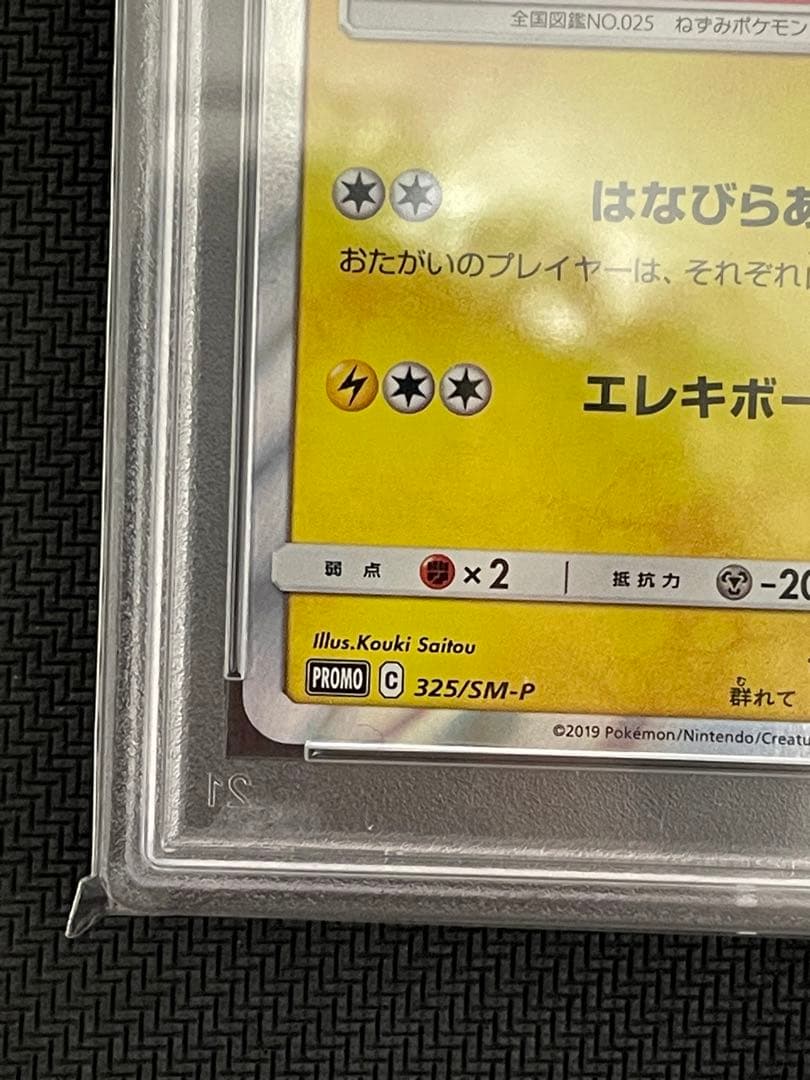 全国図鑑NO.025 ねずみポケモン
はなびらあ
おたがいのプレイヤーは、それぞれ
エレキボー
弱点 ×2 抵抗力 -20
Illus.Kouki Saitou
PROMO C 325/SM-P
群れて
©2019 Pokémon/Nintendo/Creatu
21